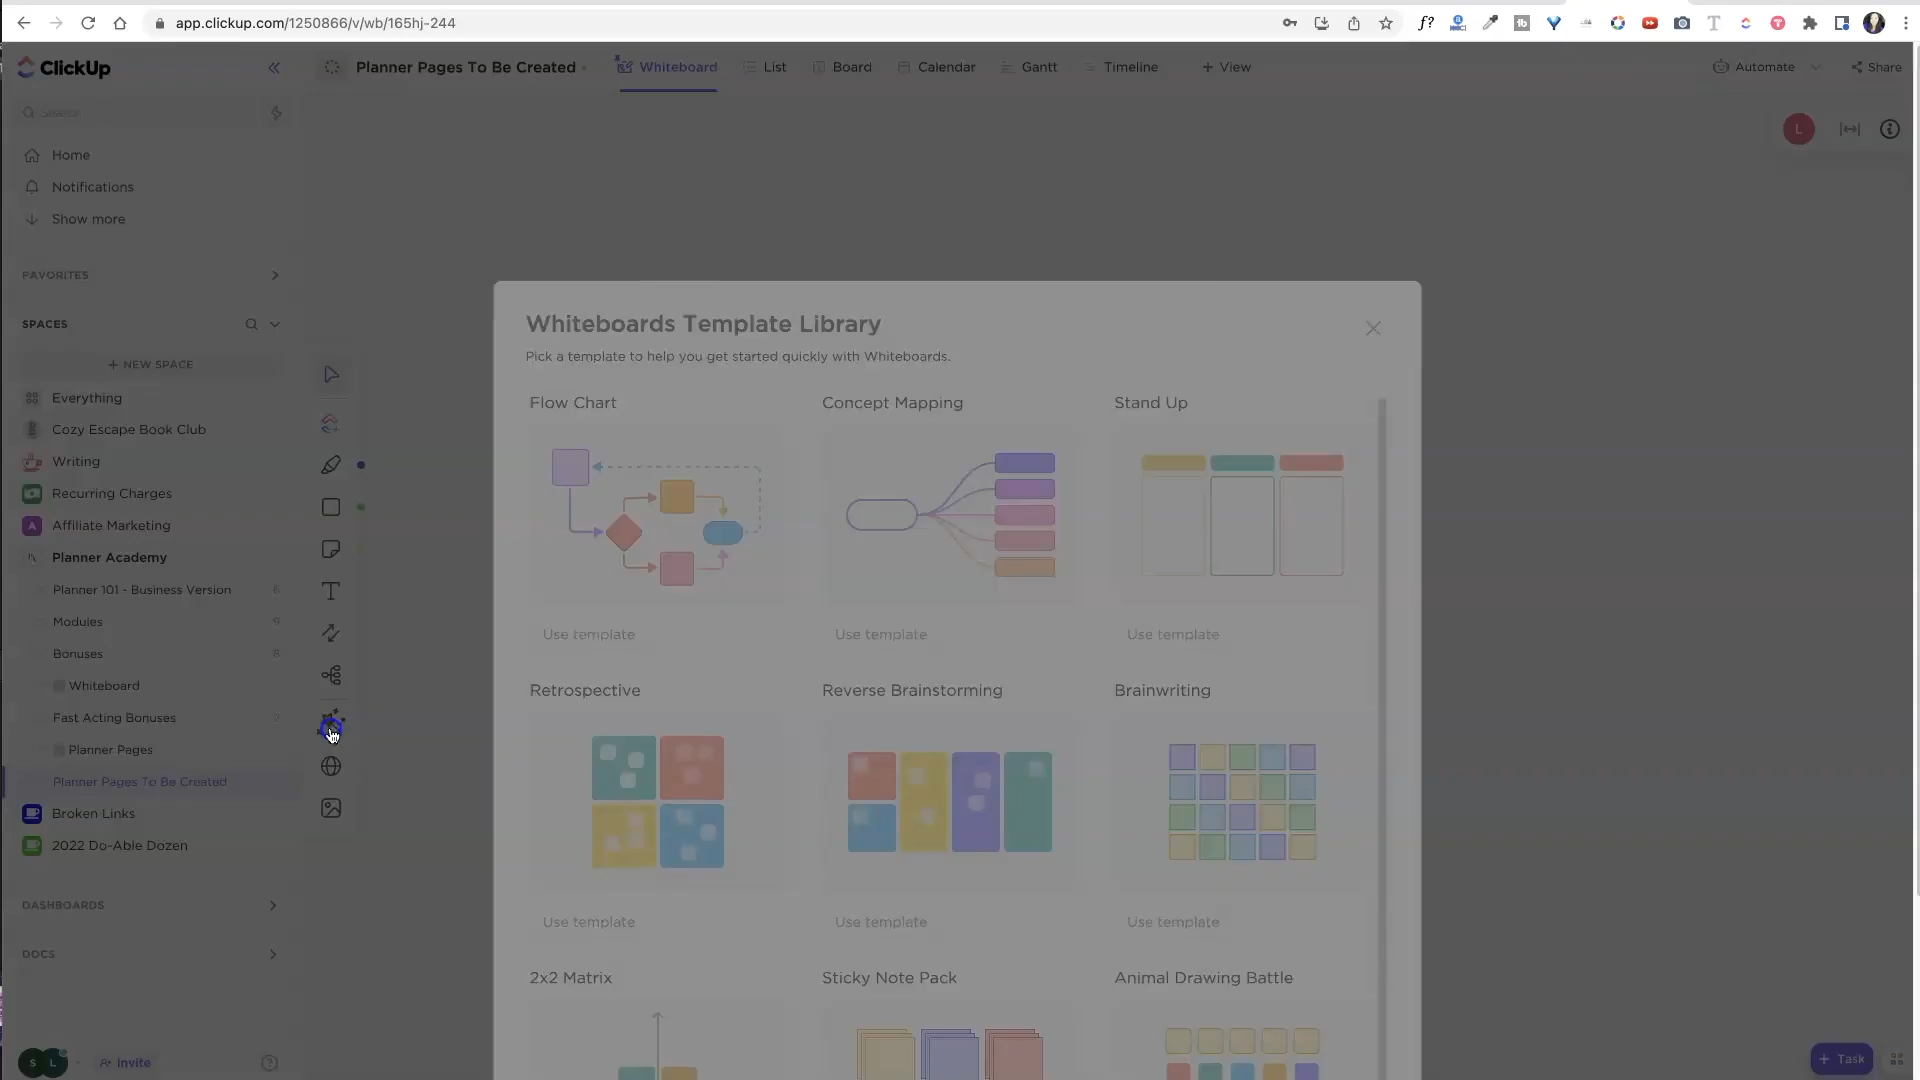 app.clickup.com/1250866/v/wb/165hj-244
ClickUp
Planner Pages To Be Created
Whiteboard
List
Board
Calendar
Gantt
Timeline
+ View
Automate
Share
Search
L
Home
Notifications
Show more
FAVORITES
SPACES
+ NEW SPACE
Everything
Cozy Escape Book Club
Writing
Recurring Charges
A Affiliate Marketing
Planner Academy
Planner 101 - Business Version
Modules 9
Bonuses 8
Whiteboard
Fast Acting Bonuses
Planner Pages
Planner Pages To Be Created
Broken Links
2022 Do-Able Dozen
DASHBOARDS
DOCS
S L
Invite
Whiteboards Template Library
Pick a template to help you get started quickly with Whiteboards.
Flow Chart
Concept Mapping
Stand Up
Use template
Use template
Use template
Retrospective
Reverse Brainstorming
Brainwriting
Use template
Use template
Use template
2x2 Matrix
Sticky Note Pack
Animal Drawing Battle
+ Task